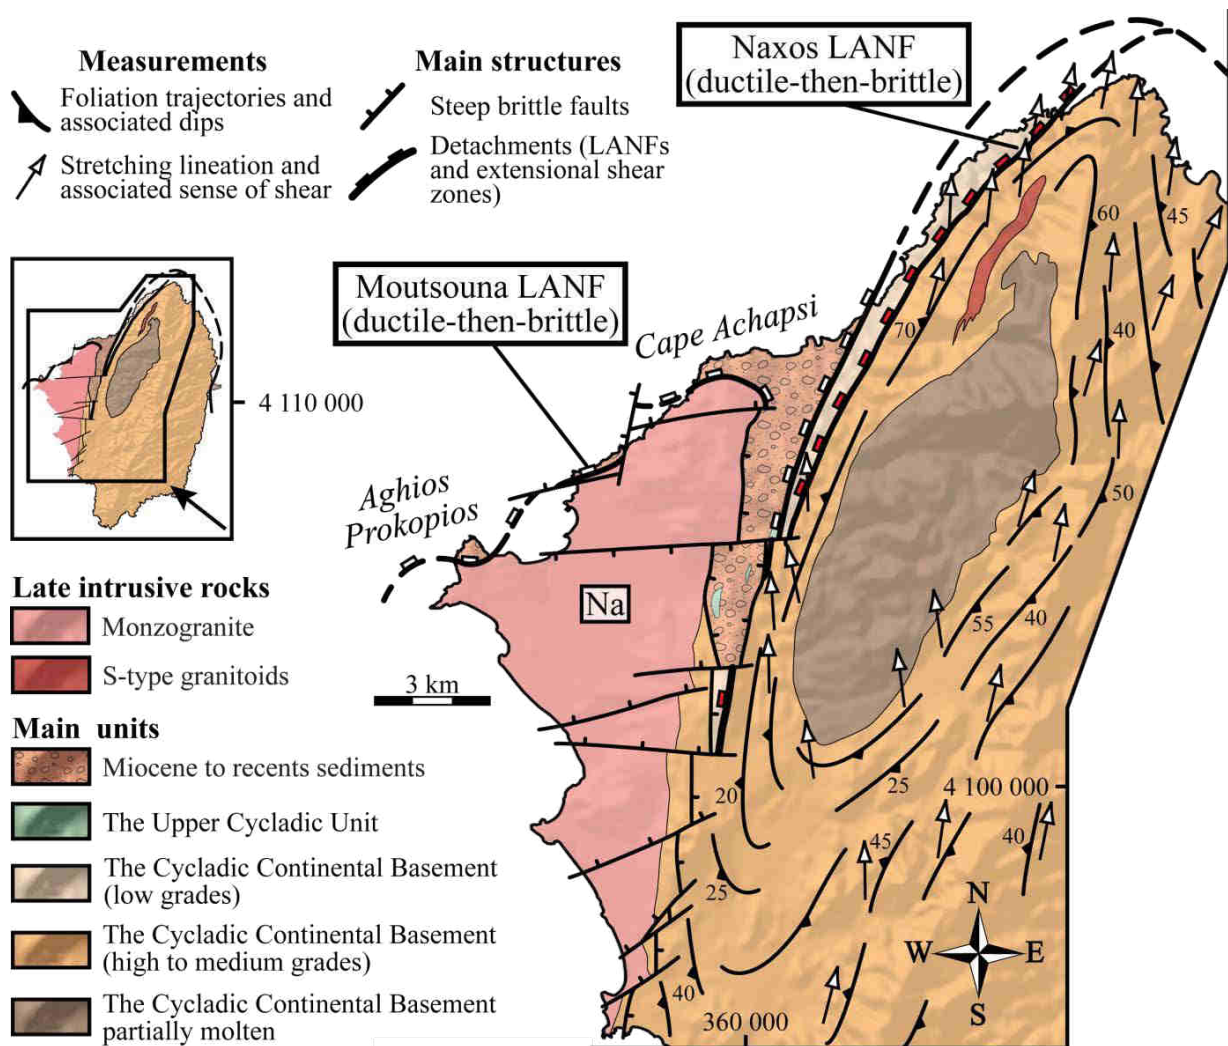 Measurements
Foliation trajectories and
associated dips
Stretching lineation and
associated sense of shear
Main structures
Steep brittle faults
Detachments (LANFs
and extensional shear
zones)
Naxos LANF
(ductile-then-brittle)
Moutsouna LANF
(ductile-then-brittle)
Cape Achapsi
Aghios
Prokopios
4 110 000
Late intrusive rocks
Monzogranite
S-type granitoids
Main units
Miocene to recents sediments
The Upper Cycladic Unit
The Cycladic Continental Basement
(low grades)
The Cycladic Continental Basement
(high to medium grades)
The Cycladic Continental Basement
partially molten
Na
3 km
60
45
70
40
50
55
40
25
4 100 000
20
45
40
25
40
360 000
N
W
E
S